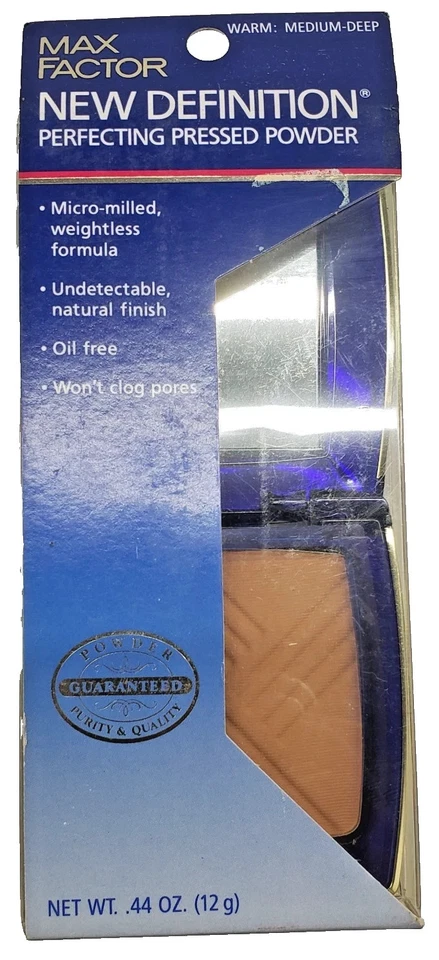 WARM: MEDIUM-DEEP
MAX
FACTOR
NEW DEFINITION®
PERFECTING PRESSED POWDER
• Micro-milled,
weightless
formula
• Undetectable,
natural finish
• Oil free
• Won't clog pores
POWDER
GUARANTEED
PURITY & QUALITY
NET WT. .44 OZ. (12 g)